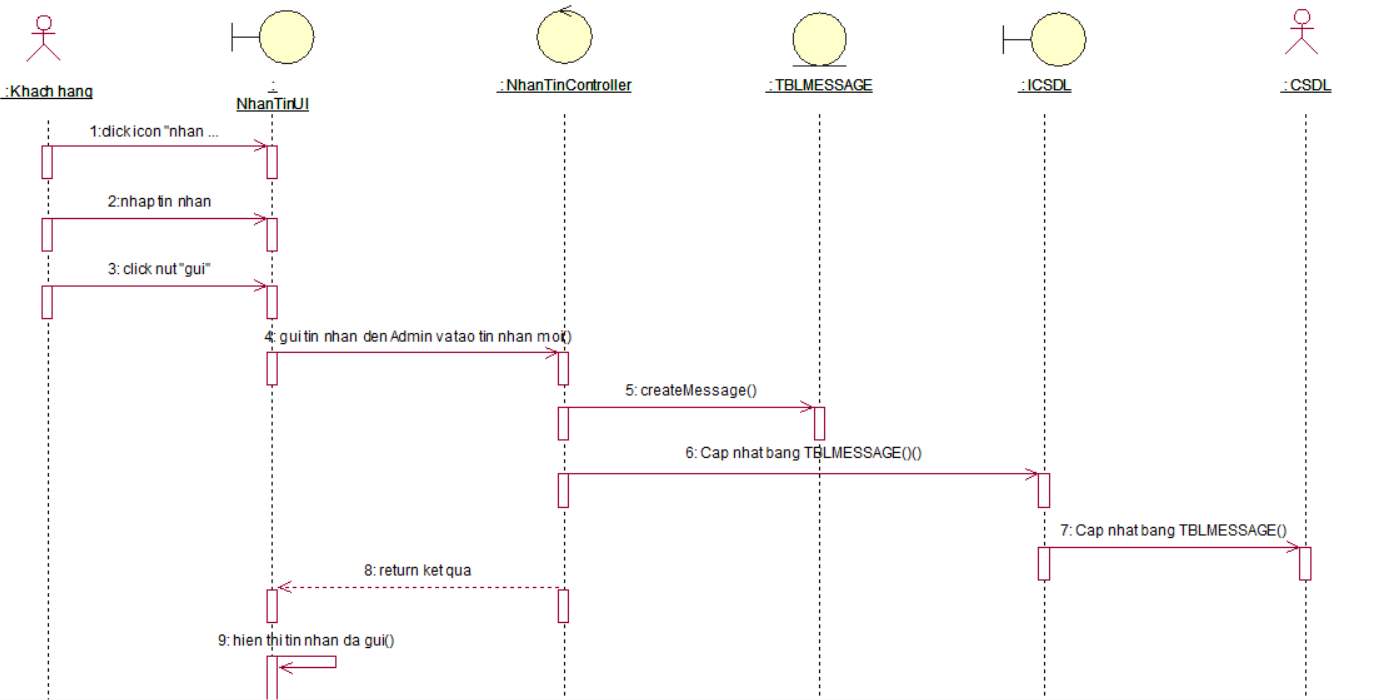 :Khach hang
:
NhanTinUI
:NhanTinController
:TBLMESSAGE
:ICSDL
:CSDL
1:click icon "nhan ...
2:nhap tin nhan
3: click nut "gui"
4: gui tin nhan den Admin va tao tin nhan moi()
5: createMessage()
6: Cap nhat bang TBLMESSAGE()()
7: Cap nhat bang TBLMESSAGE()
8: return ket qua
9: hien thi tin nhan da gui()